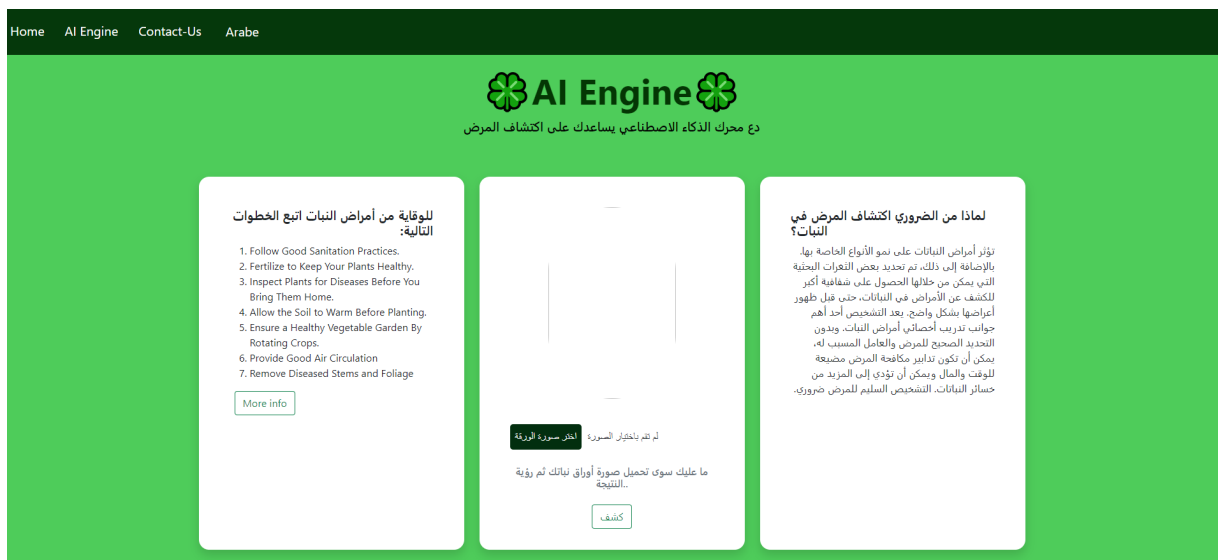 Home AI Engine Contact-Us Arabe
AI Engine
دع محرك الذكاء الاصطناعي يساعدك على اكتشاف المرض
للوقاية من أمراض النبات اتبع الخطوات
التالية:
1. Follow Good Sanitation Practices.
2. Fertilize to Keep Your Plants Healthy.
3. Inspect Plants for Diseases Before You
Bring Them Home.
4. Allow the Soil to Warm Before Planting.
5. Ensure a Healthy Vegetable Garden By
Rotating Crops.
6. Provide Good Air Circulation
7. Remove Diseased Stems and Foliage
More info
اختر صورة الورقة لم تقم باختيار الصورة
ما عليك سوى تحميل صورة أوراق نباتك ثم رؤية
..النتيجة
كشف
لماذا من الضروري اكتشاف المرض في
النبات؟
تؤثر أمراض النباتات على نمو الأنواع الخاصة بها.
بالإضافة إلى ذلك، تم تحديد بعض الثغرات البحثية
التي يمكن من خلالها الحصول على شفافية أكبر
للكشف عن الأمراض في النباتات، حتى قبل ظهور
أعراضها بشكل واضح. يعد التشخيص أحد أهم
جوانب تدريب أخصائي أمراض النبات. وبدون
التحديد الصحيح للمرض والعامل المسبب له،
يمكن أن تكون تدابير مكافحة المرض مضيعة
للوقت والمال ويمكن أن تؤدي إلى المزيد من
خسائر النباتات. التشخيص السليم للمرض ضروري.